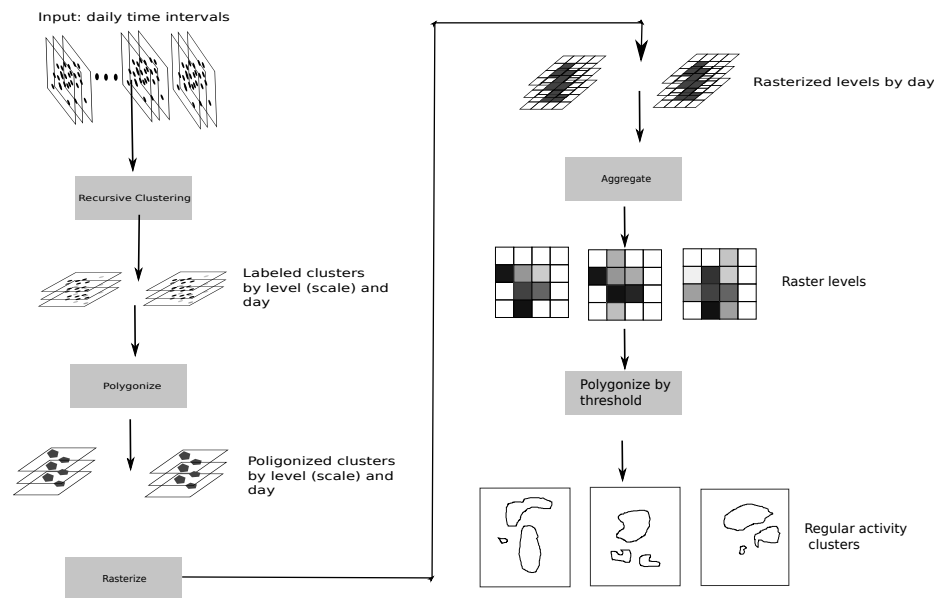 Input: daily time intervals
Recursive Clustering
Labeled clusters
by level (scale) and
day
Polygonize
Poligonized clusters
by level (scale) and
day
Rasterize
Rasterized levels by day
Aggregate
Raster levels
Polygonize by
threshold
Regular activity
clusters